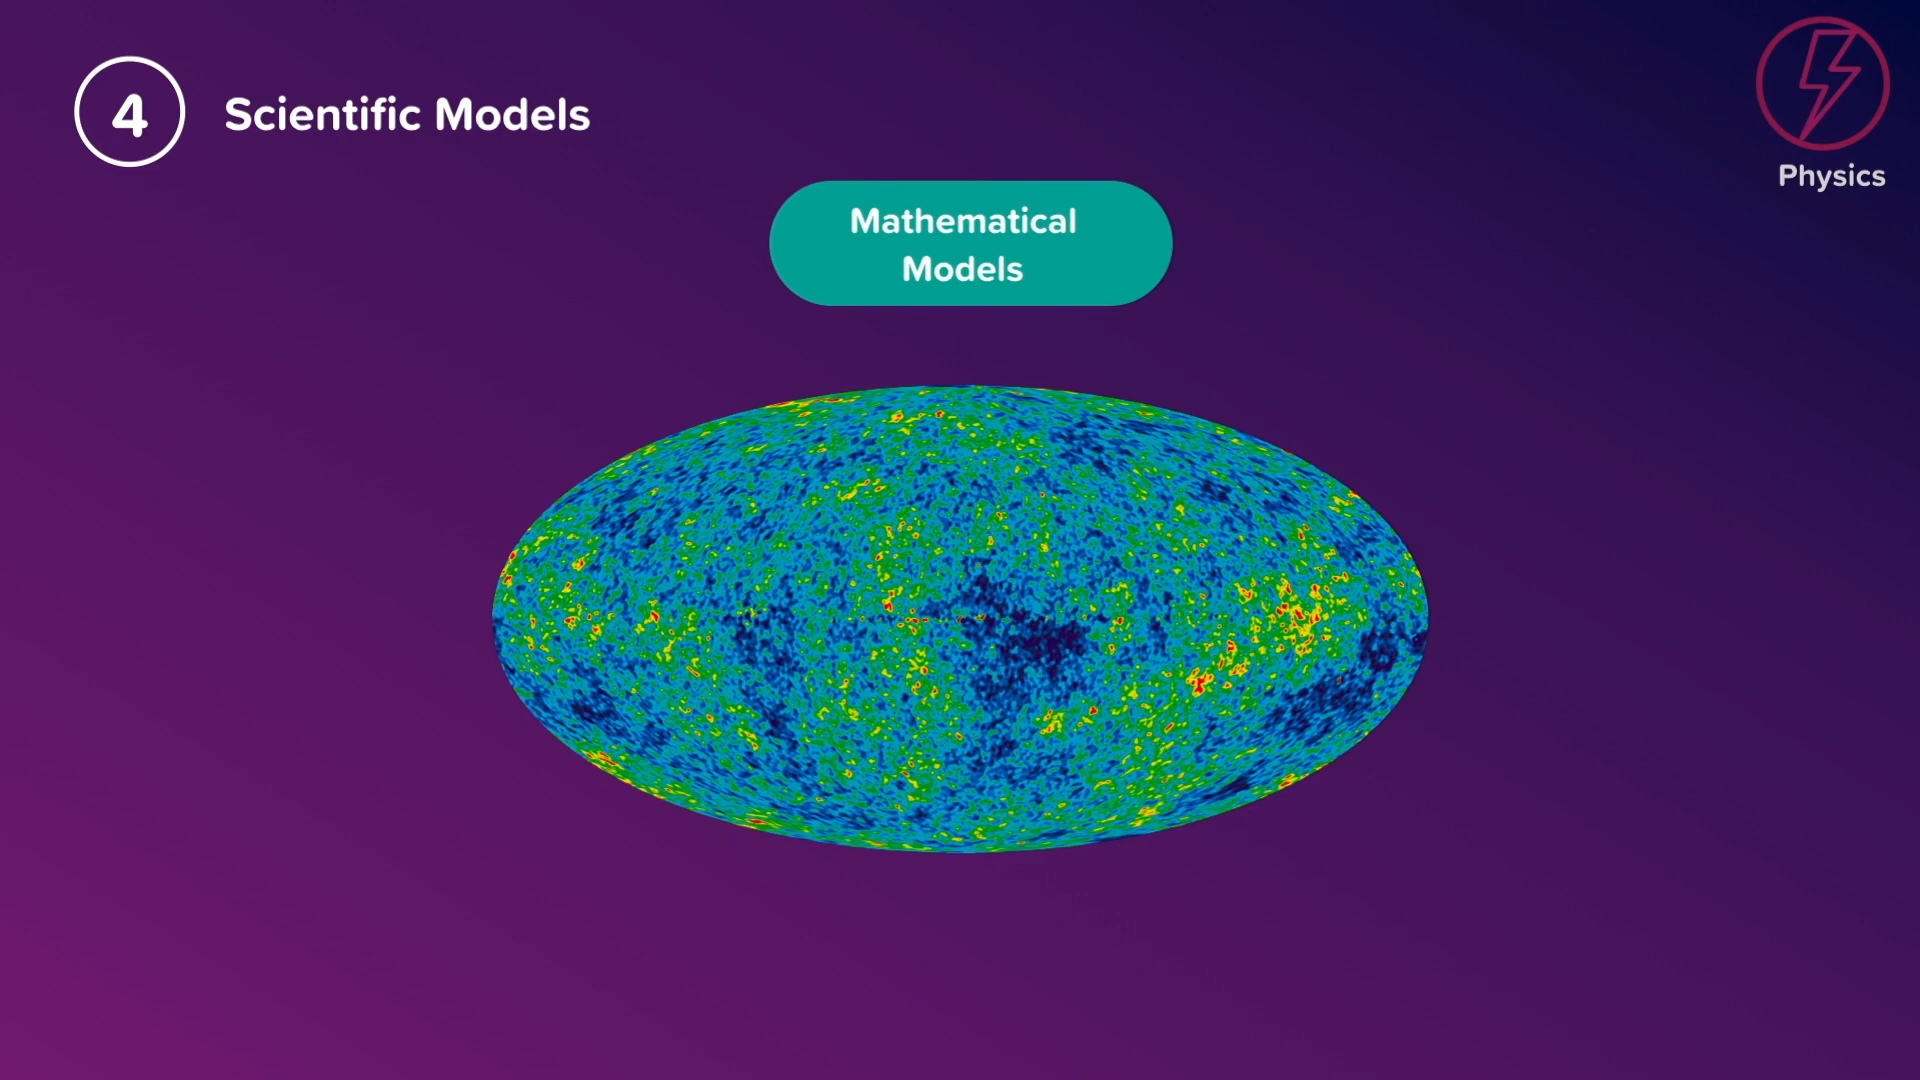 4
Scientific Models
Physics
Mathematical
Models